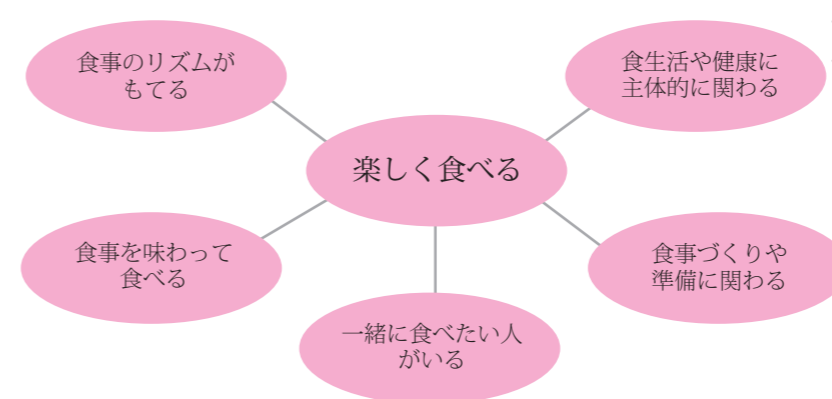 食事のリズムが
もてる
食生活や健康に
主体的に関わる
楽しく食べる
食事を味わって
食べる
食事づくりや
準備に関わる
一緒に食べたい人
がいる